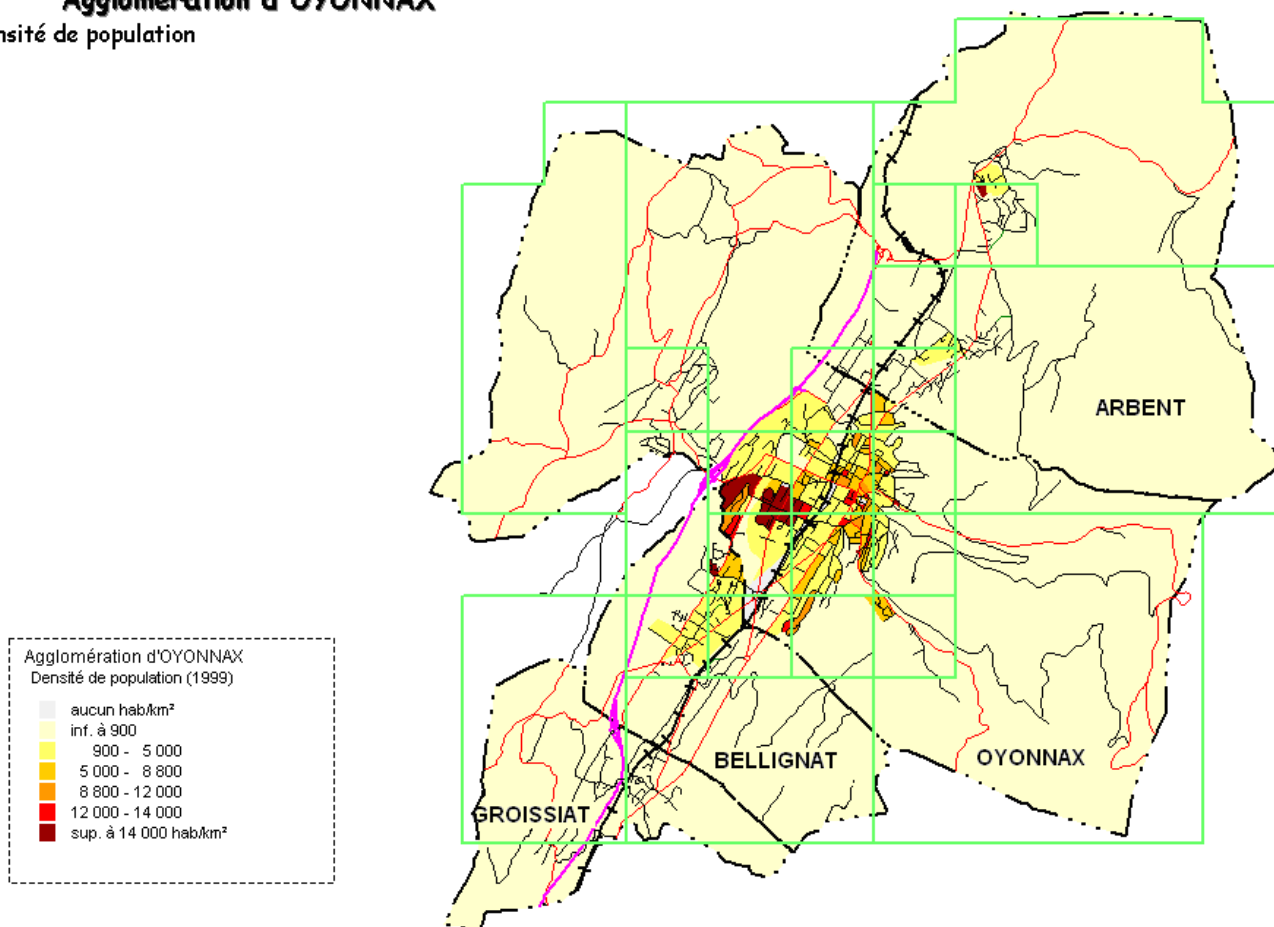 Agglomération d'OYONNAX
nsité de population
ARBENT
OYONNAX
BELLIGNAT
GROISSIAT
Agglomération d'OYONNAX
Densité de population (1999)
aucun hab/km²
inf. à 900
900 - 5 000
5 000 - 8 800
8 800 - 12 000
12 000 - 14 000
sup. à 14 000 hab/km²